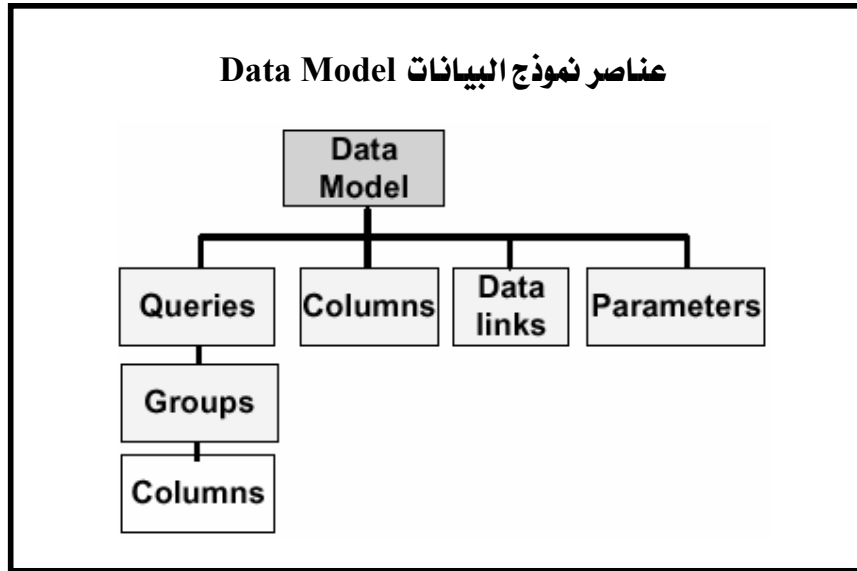 عناصر نموذج البيانات Data Model
Data
Model
Queries
Columns
Data
links
Parameters
Groups
Columns